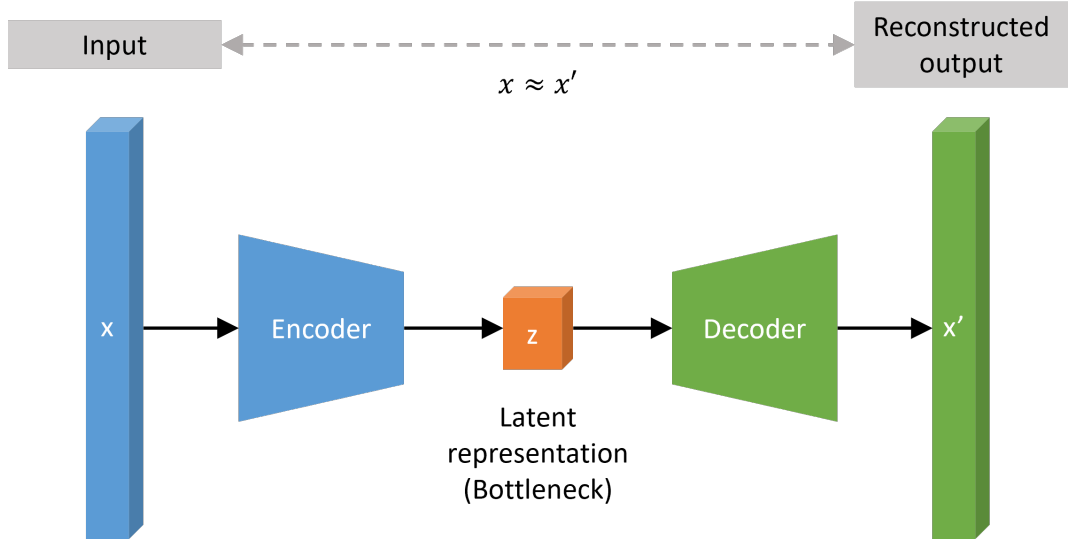 Input
Reconstructed
output
x ≈ x′
x
Encoder
z
Decoder
x’
Latent
representation
(Bottleneck)